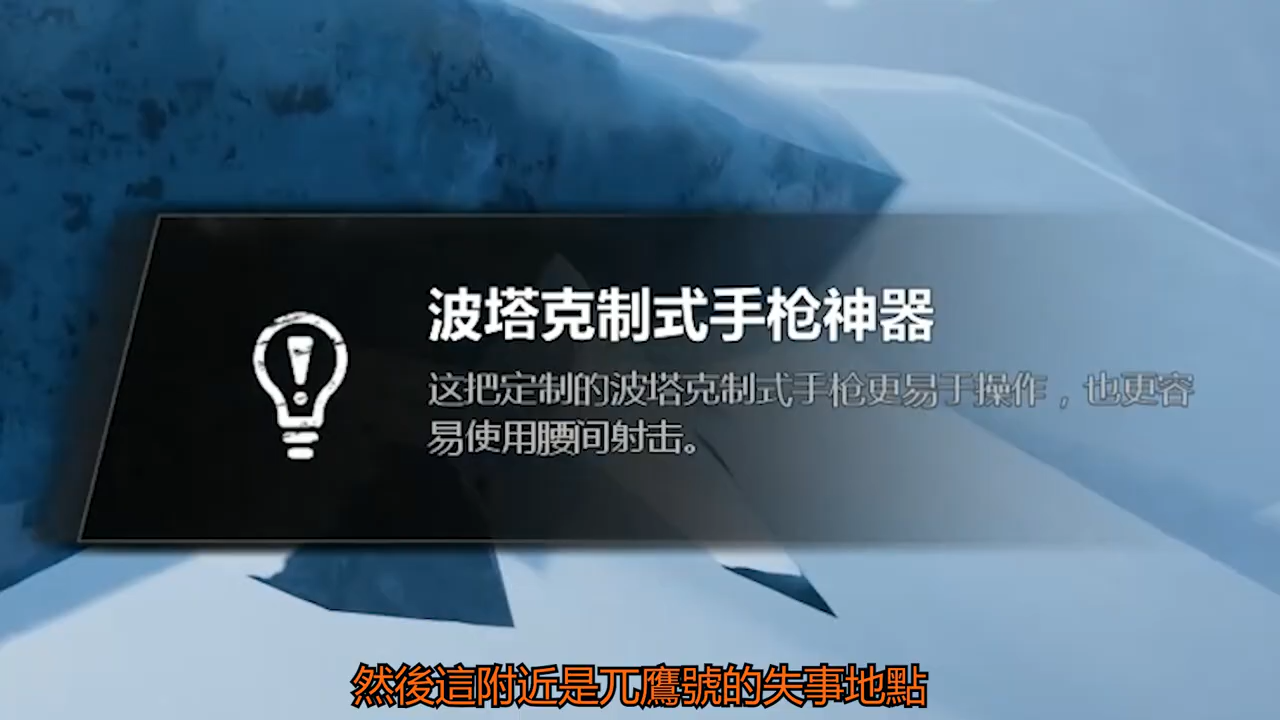 波塔克制式手枪神器
这把定制的波塔克制式手枪更易于操作，也更容
易使用腰间射击。
然後這附近是兀鷹號的失事地點